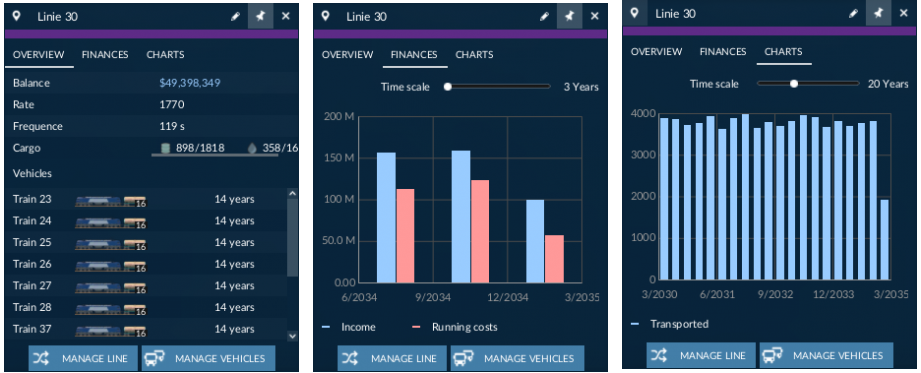 Linie 30
OVERVIEW FINANCES CHARTS
Balance $49,398,349
Rate 1770
Frequence 119 s
Cargo 898/1818 358/16
Vehicles
Train 23 16 14 years
Train 24 16 14 years
Train 25 16 14 years
Train 26 16 14 years
Train 27 16 14 years
Train 28 16 14 years
Train 37 16 14 years
MANAGE LINE MANAGE VEHICLES
Linie 30
OVERVIEW FINANCES CHARTS
Time scale 3 Years
200 M
150 M
100 M
50.0 M
0.00
6/2034 9/2034 12/2034 3/2035
Income Running costs
MANAGE LINE MANAGE VEHICLES
Linie 30
OVERVIEW FINANCES CHARTS
Time scale 20 Years
4000
3000
2000
1000
0
3/2030 6/2031 9/2032 12/2033 3/2035
Transported
MANAGE LINE MANAGE VEHICLES